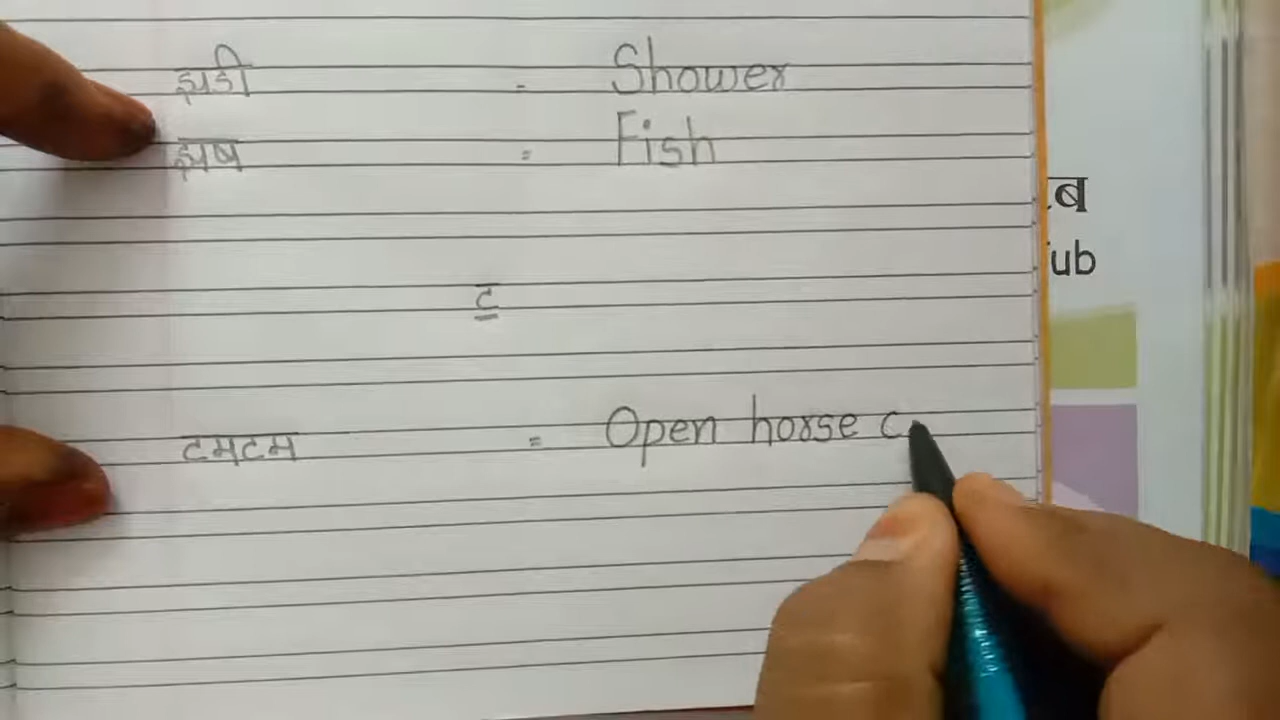 झडी - Shower
झष = Fish
ट
टमटम = Open horse c
ब
ub